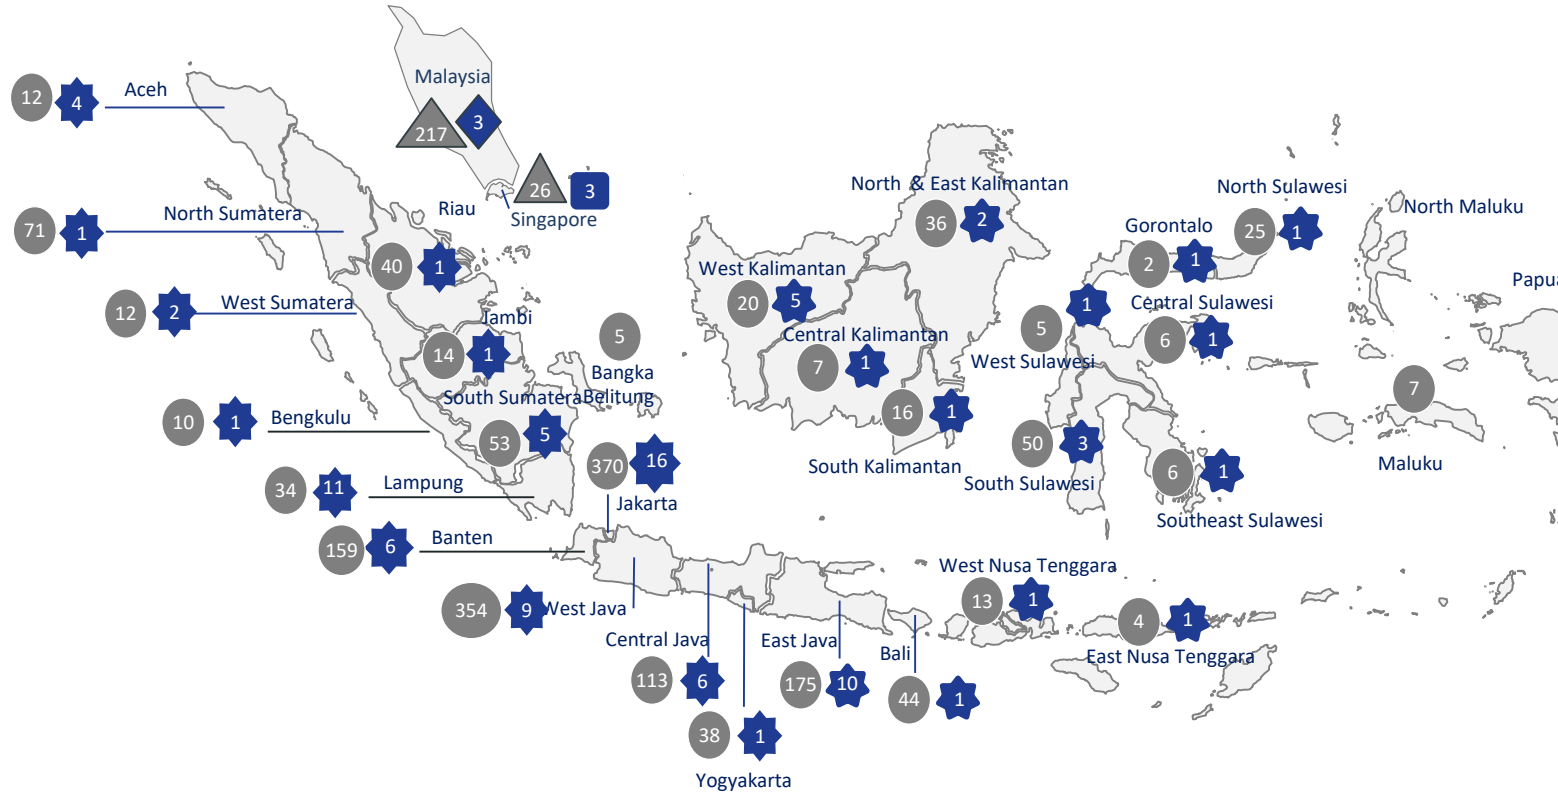 Malaysia
217
3
26
3
Singapore
Aceh
12
4
North Sumatera
71
1
Riau
40
1
West Sumatera
12
2
Jambi
14
1
5
Bangka
Belitung
South Sumatera
53
5
Bengkulu
10
1
Lampung
34
11
370
16
Jakarta
Banten
159
6
354
9
West Java
Central Java
113
6
38
1
Yogyakarta
East Java
175
10
Bali
44
1
North & East Kalimantan
36
2
West Kalimantan
20
5
Central Kalimantan
7
1
16
1
South Kalimantan
North Sulawesi
25
1
Gorontalo
2
1
Central Sulawesi
6
1
1
5
West Sulawesi
50
3
South Sulawesi
6
1
Southeast Sulawesi
West Nusa Tenggara
13
1
4
1
East Nusa Tenggara
North Maluku
7
Maluku
Papua